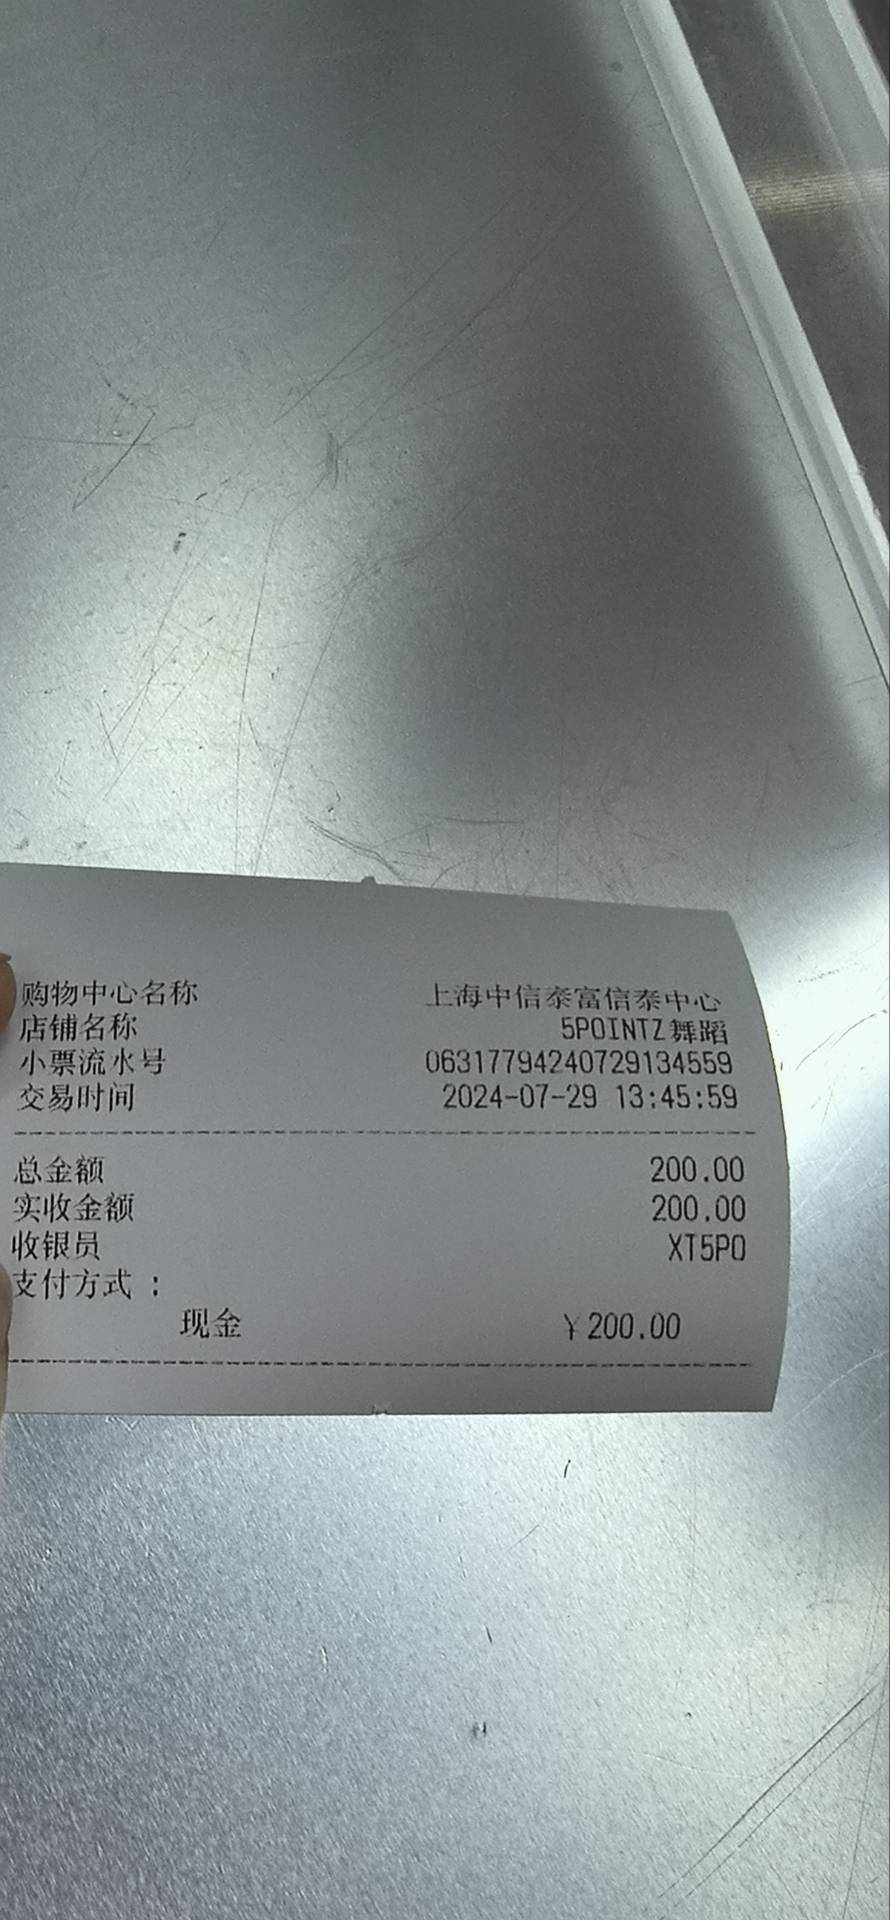 购物中心名称 上海中信泰富信泰中心
店铺名称 5POINTZ舞蹈
小票流水号 06317794240729134559
交易时间 2024-07-29 13:45:59
总金额 200.00
实收金额 200.00
收银员 XT5P0
支付方式 :
现金 ¥200.00